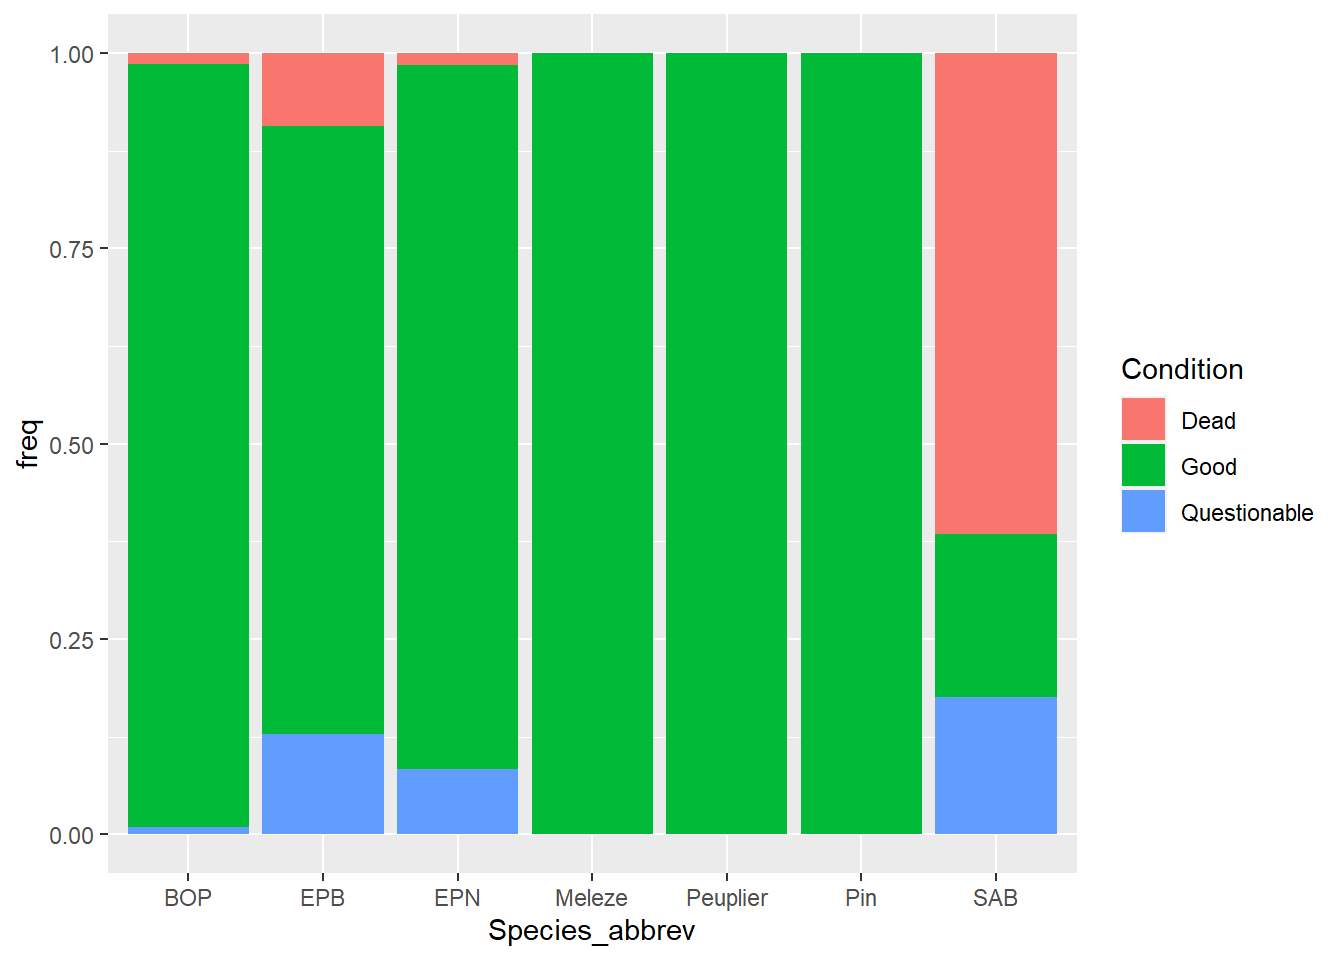 1.00
0.75
0.50
0.25
0.00
freq
BOP EPB EPN Meleze Peuplier Pin SAB
Species_abbrev
Condition
Dead
Good
Questionable